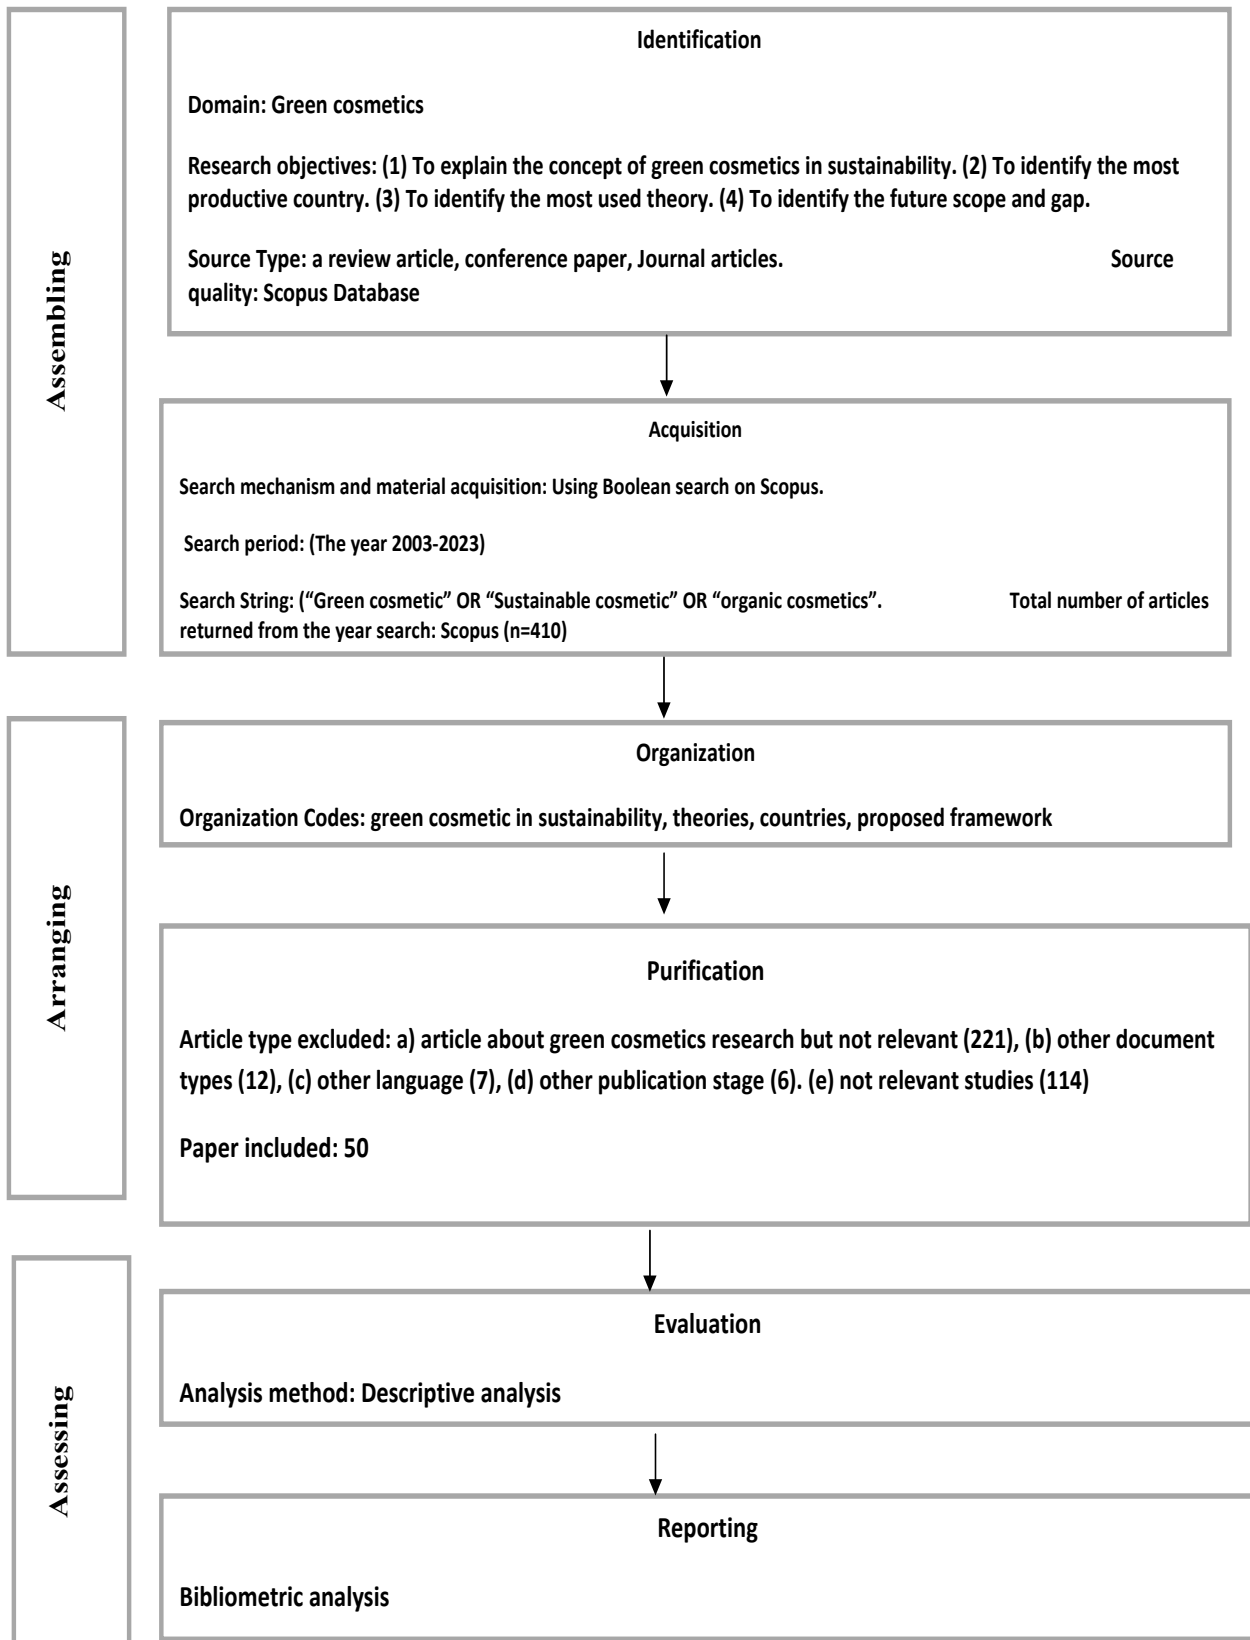 Assembling
Identification
Domain: Green cosmetics
Research objectives: (1) To explain the concept of green cosmetics in sustainability. (2) To identify the most
productive country. (3) To identify the most used theory. (4) To identify the future scope and gap.
Source Type: a review article, conference paper, Journal articles. Source
quality: Scopus Database
Acquisition
Search mechanism and material acquisition: Using Boolean search on Scopus.
Search period: (The year 2003-2023)
Search String: (“Green cosmetic” OR “Sustainable cosmetic” OR “organic cosmetics”. Total number of articles
returned from the year search: Scopus (n=410)
Arranging
Organization
Organization Codes: green cosmetic in sustainability, theories, countries, proposed framework
Purification
Article type excluded: a) article about green cosmetics research but not relevant (221), (b) other document
types (12), (c) other language (7), (d) other publication stage (6). (e) not relevant studies (114)
Paper included: 50
Assessing
Evaluation
Analysis method: Descriptive analysis
Reporting
Bibliometric analysis